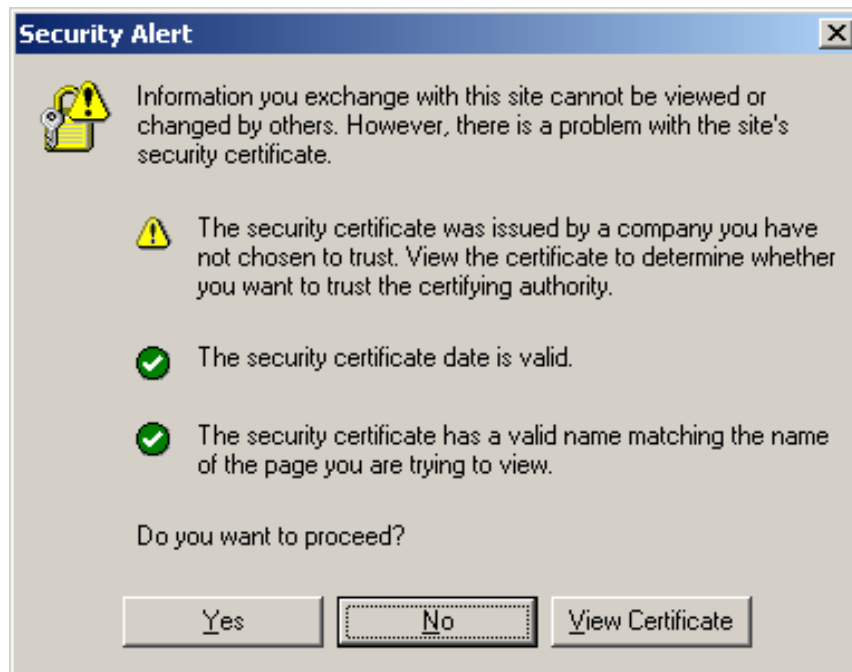 Security Alert
Information you exchange with this site cannot be viewed or
changed by others. However, there is a problem with the site's
security certificate.
The security certificate was issued by a company you have
not chosen to trust. View the certificate to determine whether
you want to trust the certifying authority.
The security certificate date is valid.
The security certificate has a valid name matching the name
of the page you are trying to view.
Do you want to proceed?
Yes No View Certificate